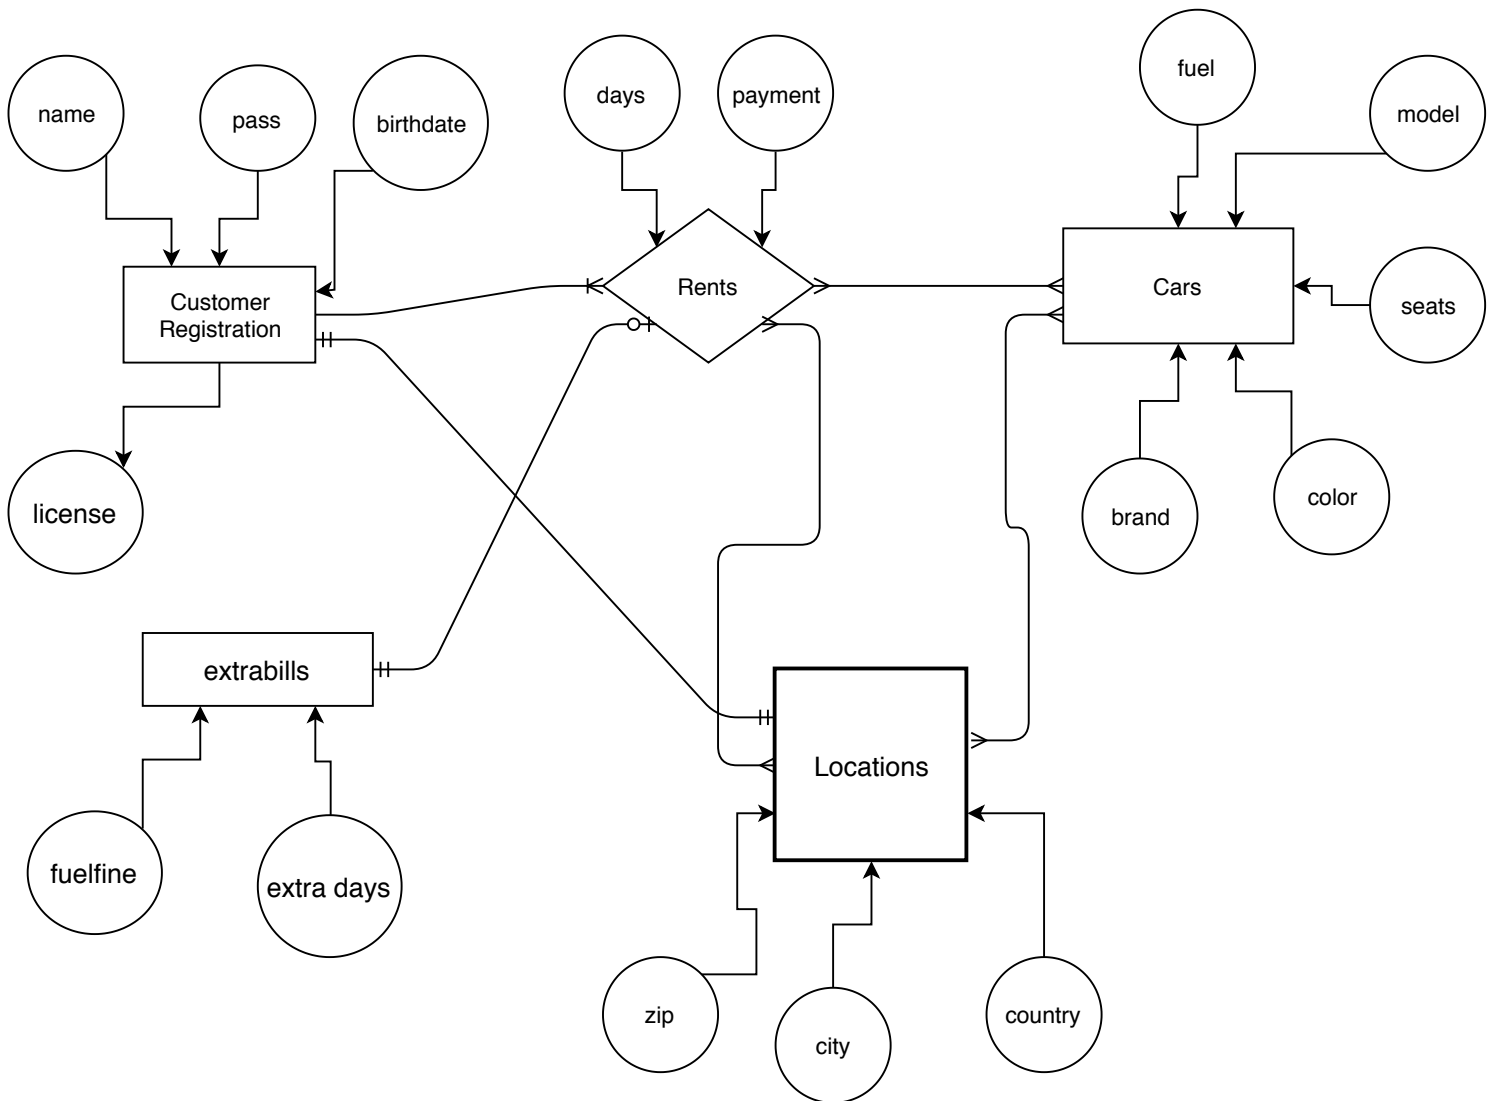 fuel
name
pass
birthdate
days
payment
model
Customer
Registration
Rents
Cars
seats
license
brand
color
extrabills
Locations
fuelfine
extra days
zip
city
country